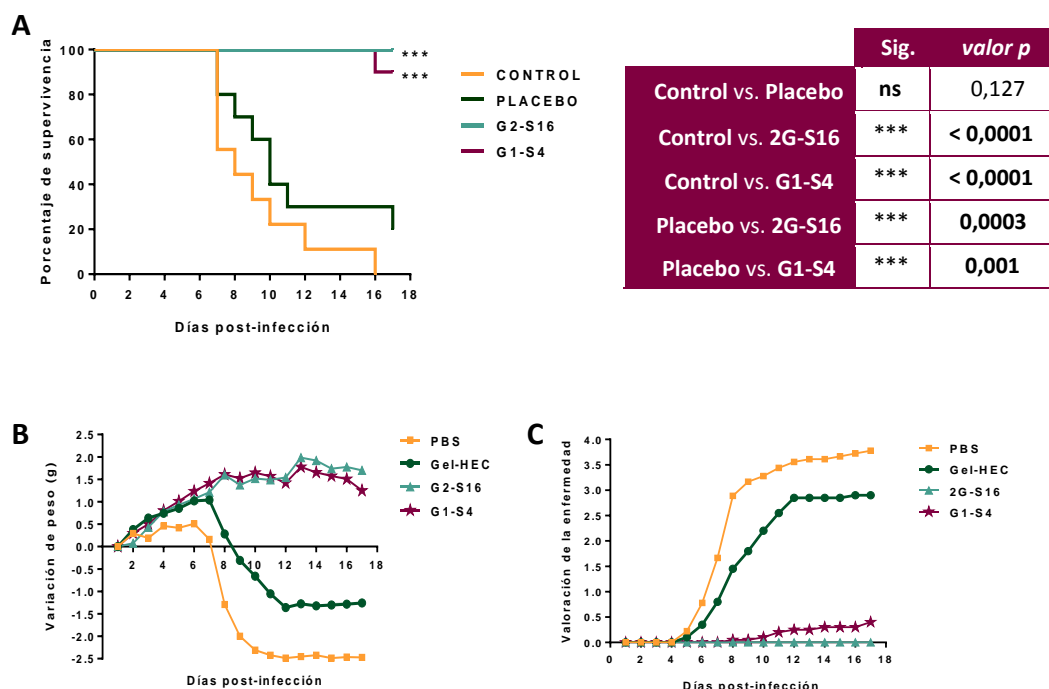 A
Porcentaje de supervivencia
100
80
60
40
20
0
0 2 4 6 8 10 12 14 16 18
Días post-infección
***
***
CONTROL
PLACEBO
G2-S16
G1-S4
Sig. valor p
Control vs. Placebo ns 0,127
Control vs. 2G-S16 *** < 0,0001
Control vs. G1-S4 *** < 0,0001
Placebo vs. 2G-S16 *** 0,0003
Placebo vs. G1-S4 *** 0,001
B
Variación de peso (g)
2.5
2.0
1.5
1.0
0.5
0.0
-0.5
-1.0
-1.5
-2.0
-2.5
2 4 6 8 10 12 14 16 18
Días post-infección
PBS
Gel-HEC
G2-S16
G1-S4
C
Valoración de la enfermedad
4.0
3.5
3.0
2.5
2.0
1.5
1.0
0.5
0.0
0 2 4 6 8 10 12 14 16 18
Días post-infección
PBS
Gel-HEC
2G-S16
G1-S4